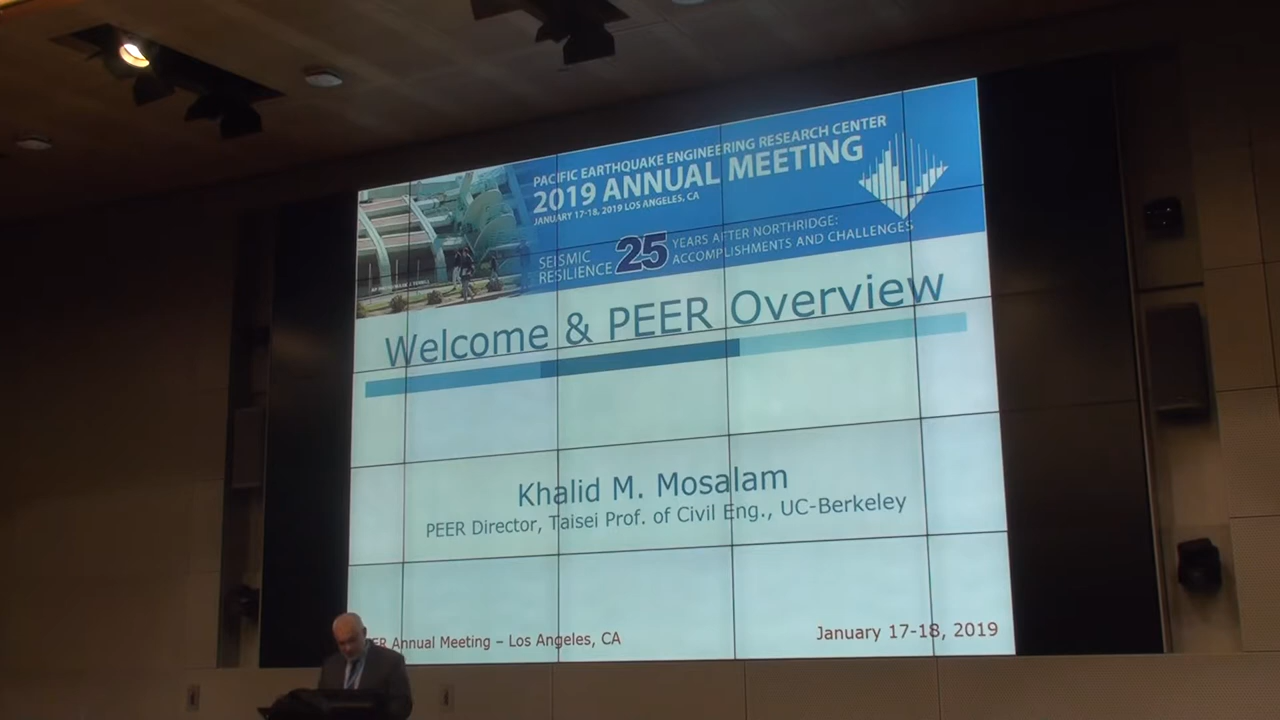 PACIFIC EARTHQUAKE ENGINEERING RESEARCH CENTER
2019 ANNUAL MEETING
JANUARY 17-18, 2019 LOS ANGELES, CA
SEISMIC
RESILIENCE
25
YEARS AFTER NORTHRIDGE:
ACCOMPLISHMENTS AND CHALLENGES
Welcome & PEER Overview
Khalid M. Mosalam
PEER Director, Taisei Prof. of Civil Eng., UC-Berkeley
ER Annual Meeting – Los Angeles, CA
January 17-18, 2019